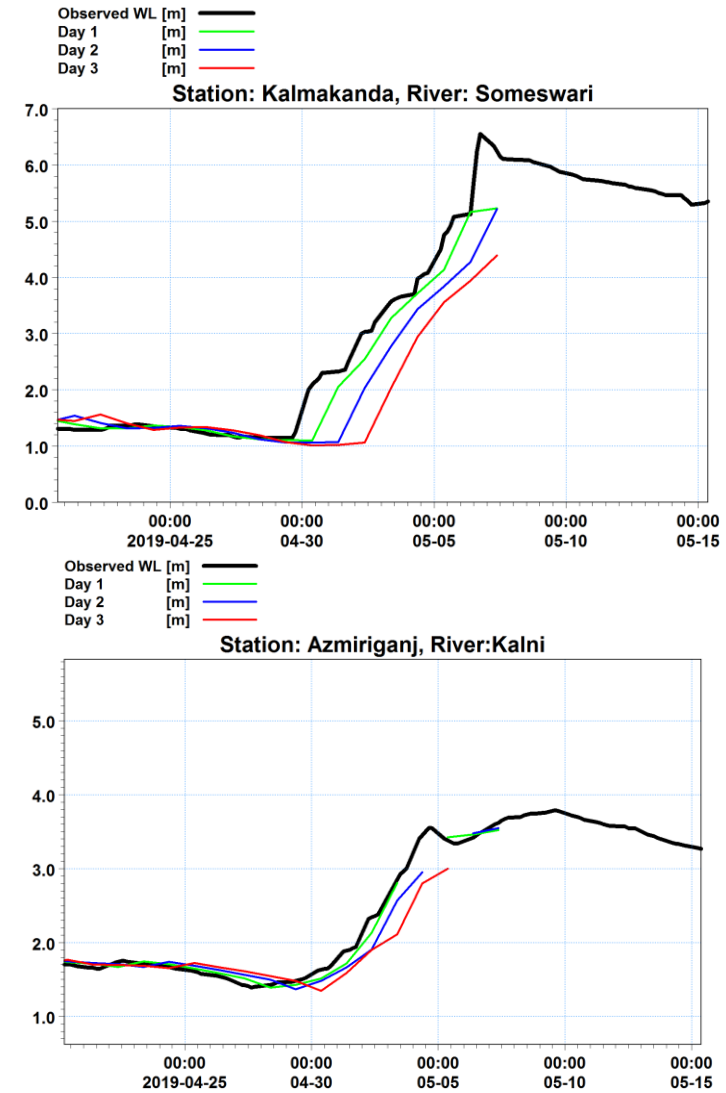 Observed WL [m]
Day 1 [m]
Day 2 [m]
Day 3 [m]
Station: Kalmakanda, River: Someswari
7.0
6.0
5.0
4.0
3.0
2.0
1.0
0.0
00:00 00:00 00:00 00:00 00:00
2019-04-25 04-30 05-05 05-10 05-15
Observed WL [m]
Day 1 [m]
Day 2 [m]
Day 3 [m]
Station: Azmiriganj, River:Kalni
5.0
4.0
3.0
2.0
1.0
00:00 00:00 00:00 00:00 00:00
2019-04-25 04-30 05-05 05-10 05-15